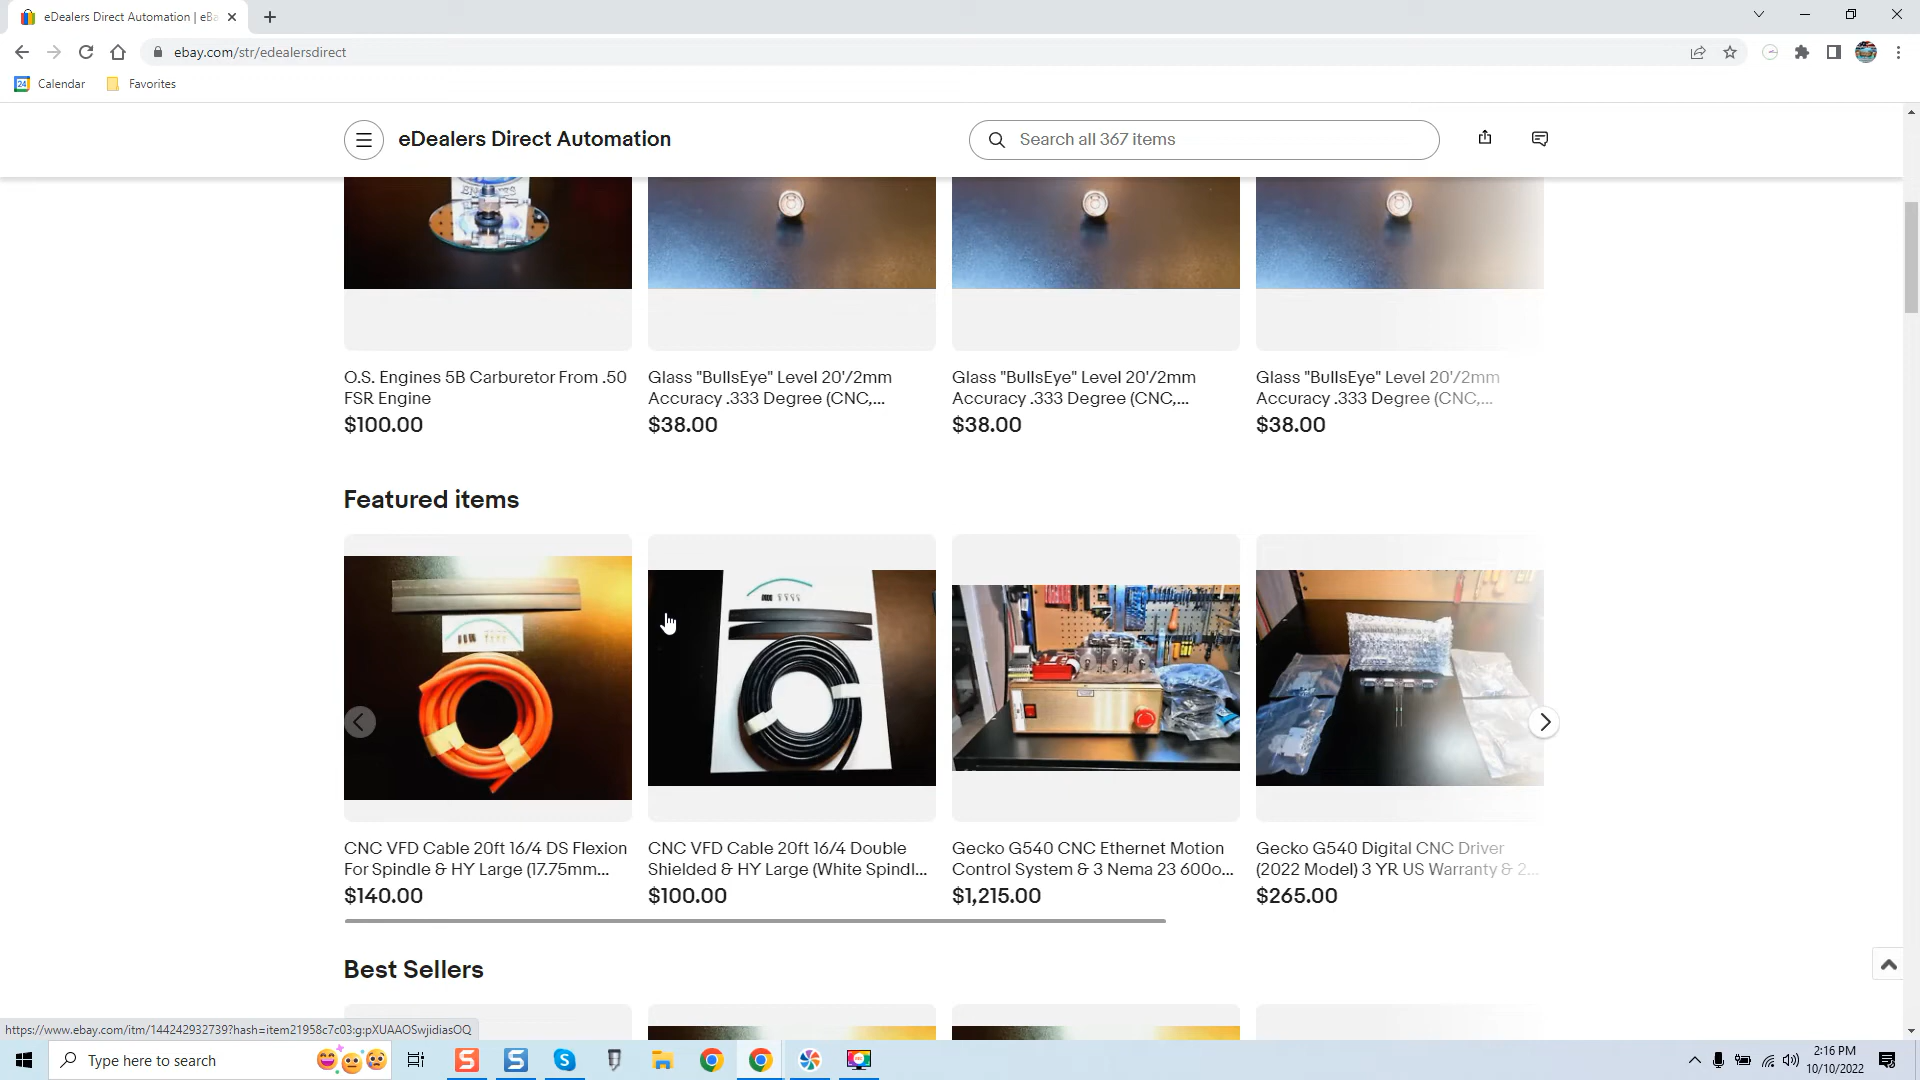 eDealers Direct Automation | eBa
ebay.com/str/edealersdirect
24 Calendar Favorites
eDealers Direct Automation
Search all 367 items
ENGINES
O.S. Engines 5B Carburetor From .50
FSR Engine
$100.00
Glass "BullsEye" Level 20'/2mm
Accuracy .333 Degree (CNC,...
$38.00
Glass "BullsEye" Level 20'/2mm
Accuracy .333 Degree (CNC,...
$38.00
Glass "BullsEye" Level 20'/2mm
Accuracy .333 Degree (CNC,...
$38.00
Featured items
CNC VFD Cable 20ft 16/4 DS Flexion
For Spindle & HY Large (17.75mm...
$140.00
CNC VFD Cable 20ft 16/4 Double
Shielded & HY Large (White Spindl...
$100.00
Gecko G540 CNC Ethernet Motion
Control System & 3 Nema 23 600o...
$1,215.00
Gecko G540 Digital CNC Driver
(2022 Model) 3 YR US Warranty & 2...
$265.00
Best Sellers
https://www.ebay.com/itm/144242932739?hash=item21958c7c03:g:pXUAAOSwjidiasOQ
Type here to search
2:16 PM
10/10/2022